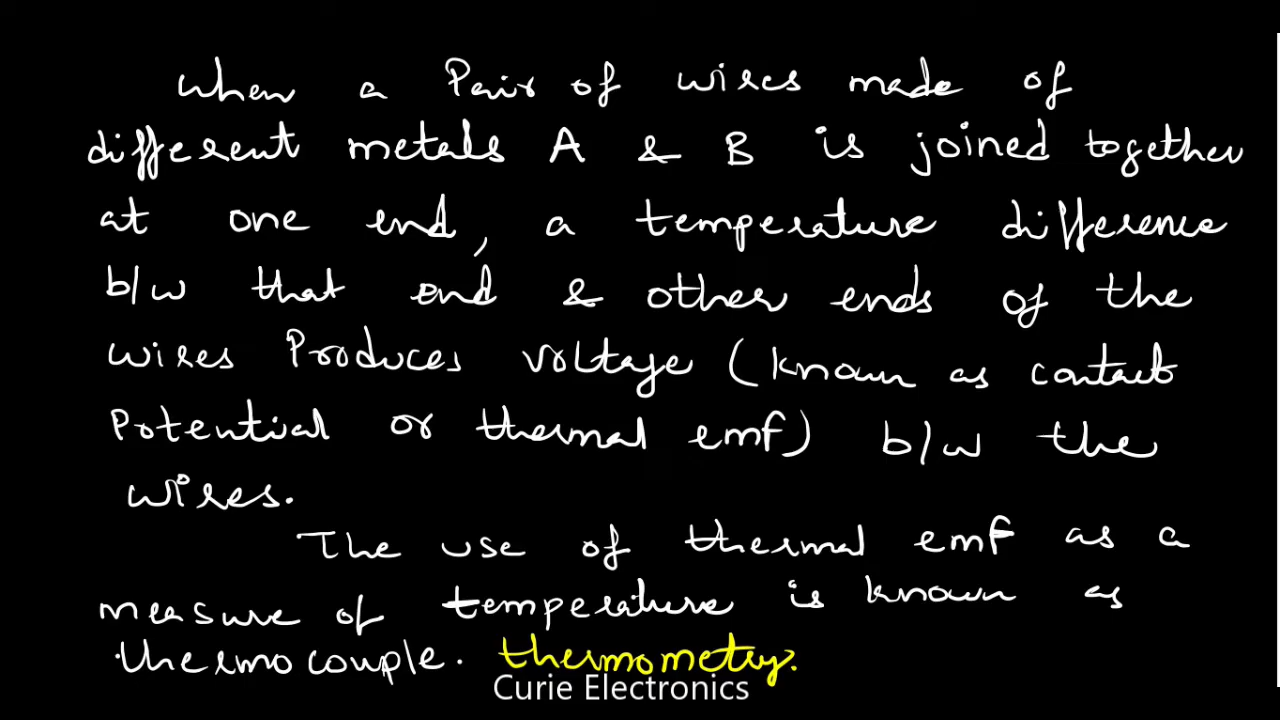 when a Pair of wires made of
different metals A & B is joined together
at one end, a temperature difference
b/w that end & other ends of the
wires Produces voltage (known as contact
Potential or thermal emf) b/w the
wires.
The use of thermal emf as a
measure of temperature is known as
thermocouple. thermometry.
Curie Electronics